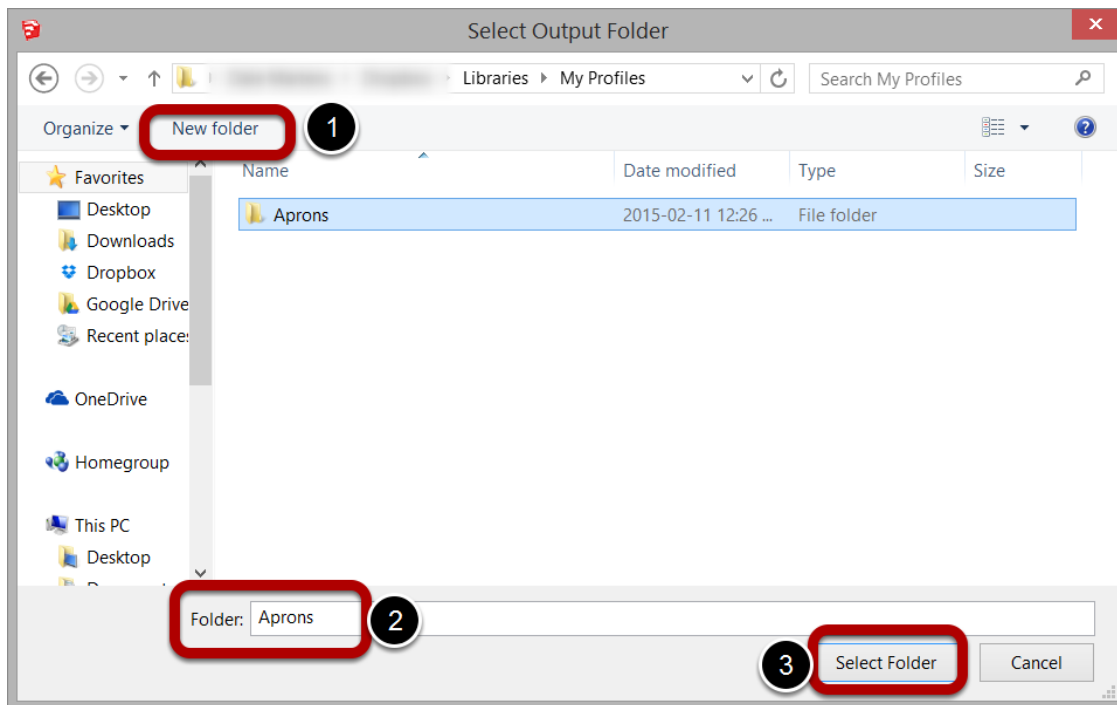 Select Output Folder
Libraries My Profiles
Search My Profiles
Organize New folder 1
Name Date modified Type Size
Favorites
Desktop
Downloads
Dropbox
Google Drive
Recent places
OneDrive
Homegroup
This PC
Desktop
Aprons 2015-02-11 12:26 ... File folder
Folder: Aprons 2
3 Select Folder Cancel